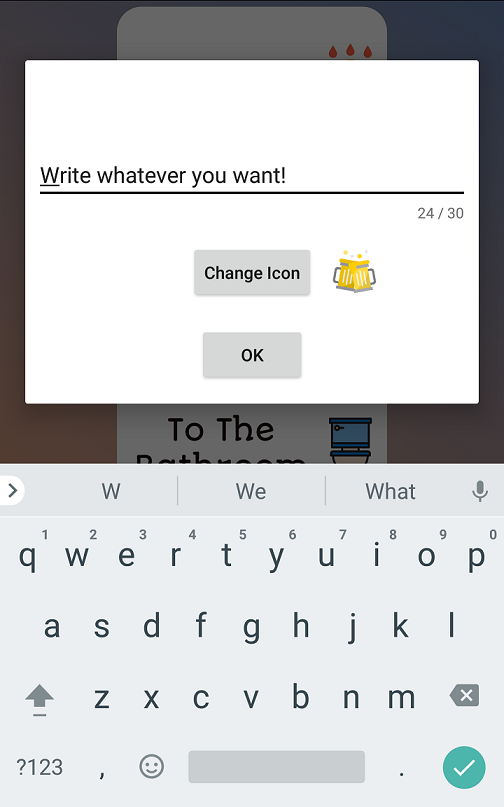 Write whatever you want!
24 / 30
Change Icon
OK
To The
Bathroom
W We What
1 2 3 4 5 6 7 8 9 0
q w e r t y u i o p
a s d f g h j k l
z x c v b n m
?123 , .